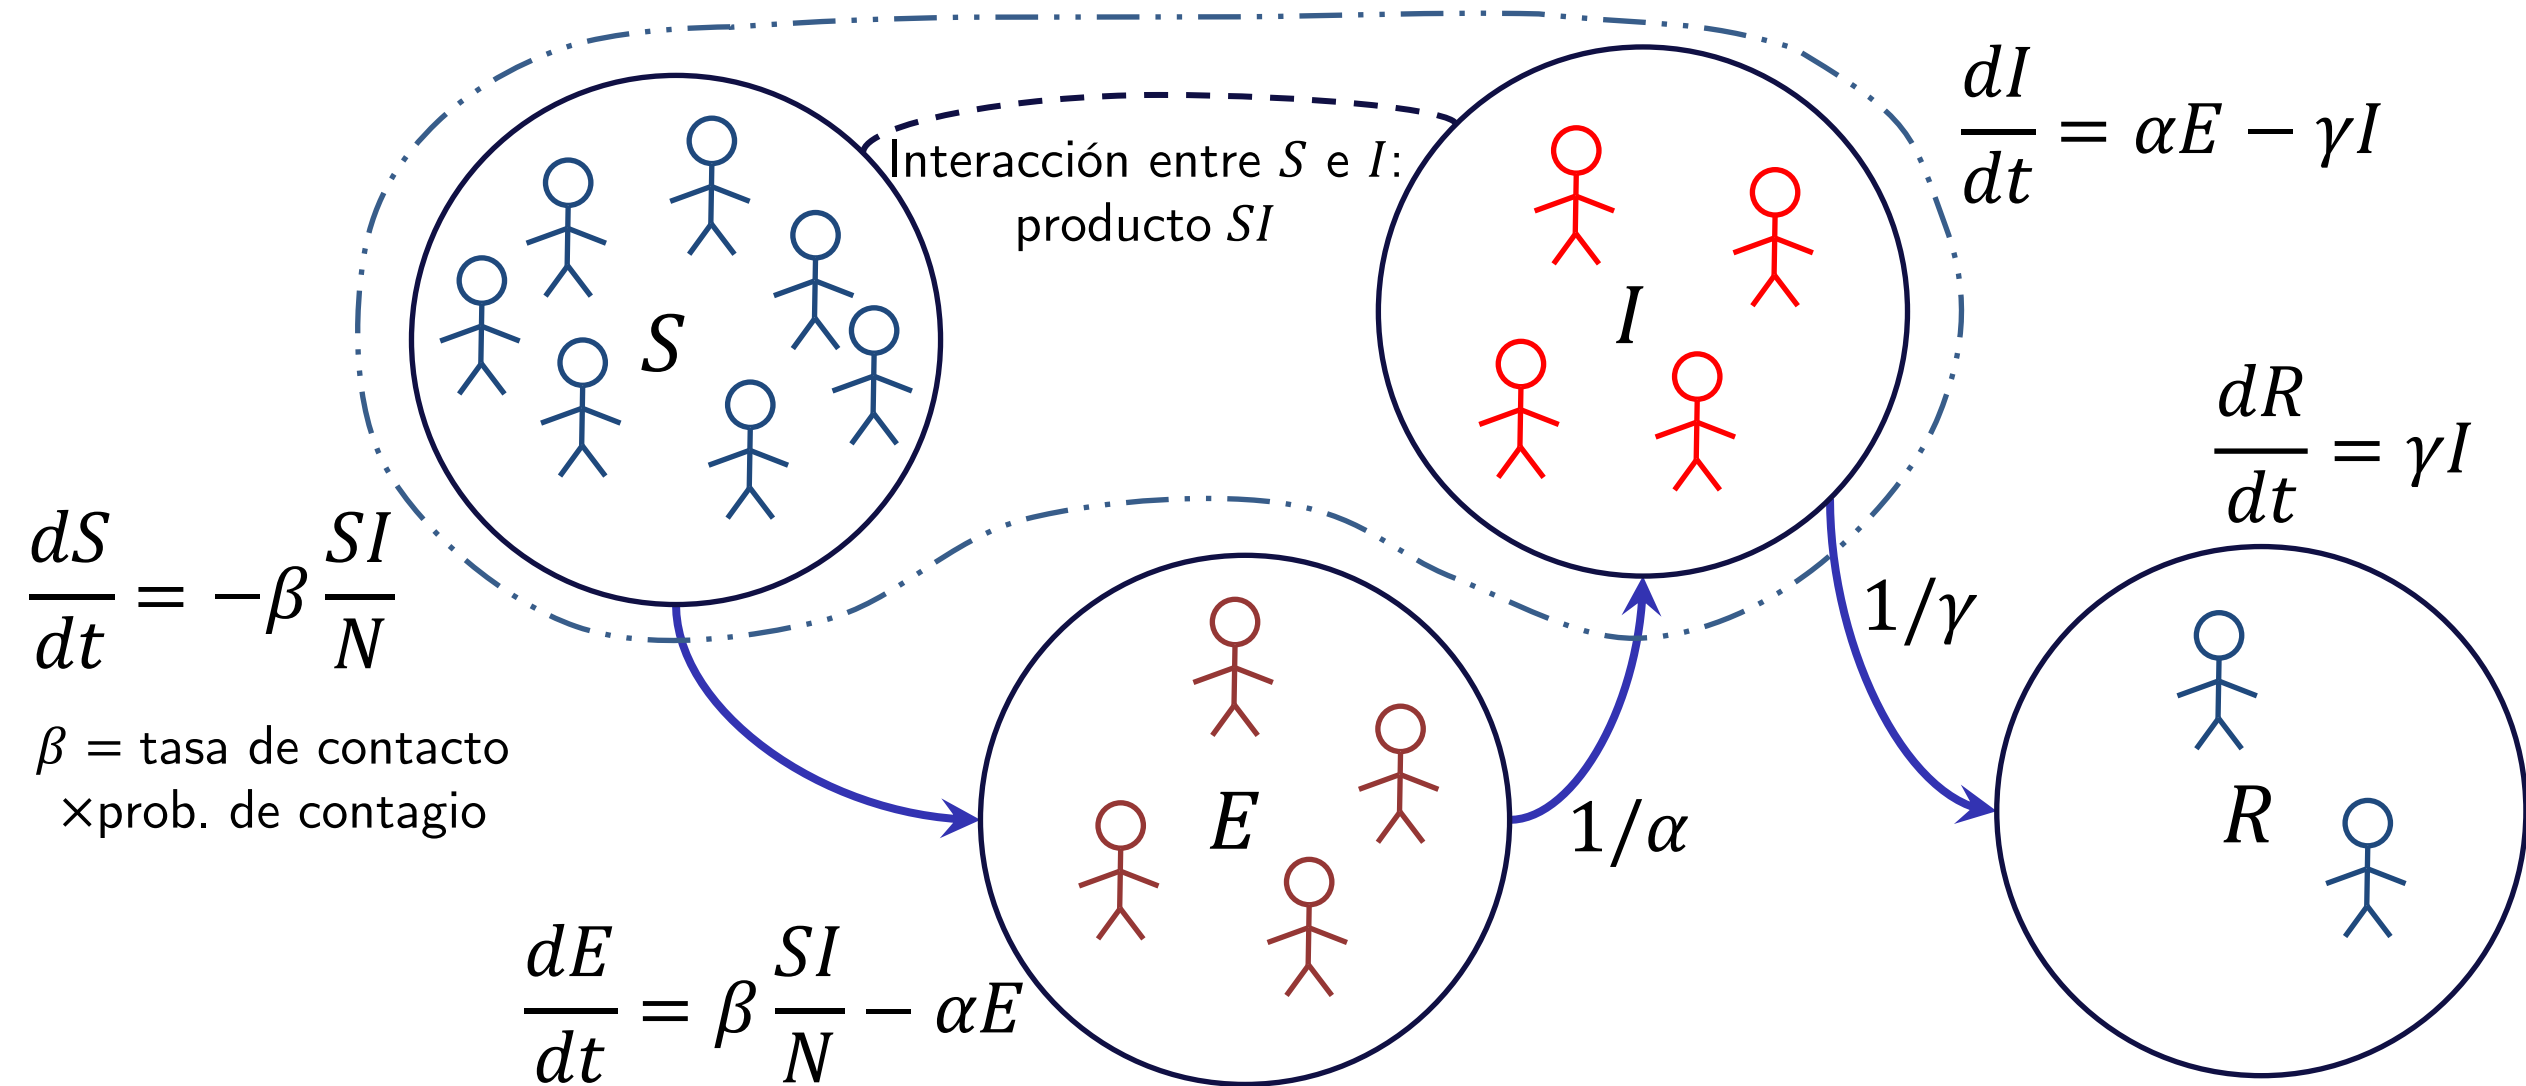 Interacción entre S e I:
producto SI
S
I
dI/dt = αE − γI
dR/dt = γI
dS/dt = −β SI/N
β = tasa de contacto
×prob. de contagio
1/γ
E
1/α
R
dE/dt = β SI/N − αE